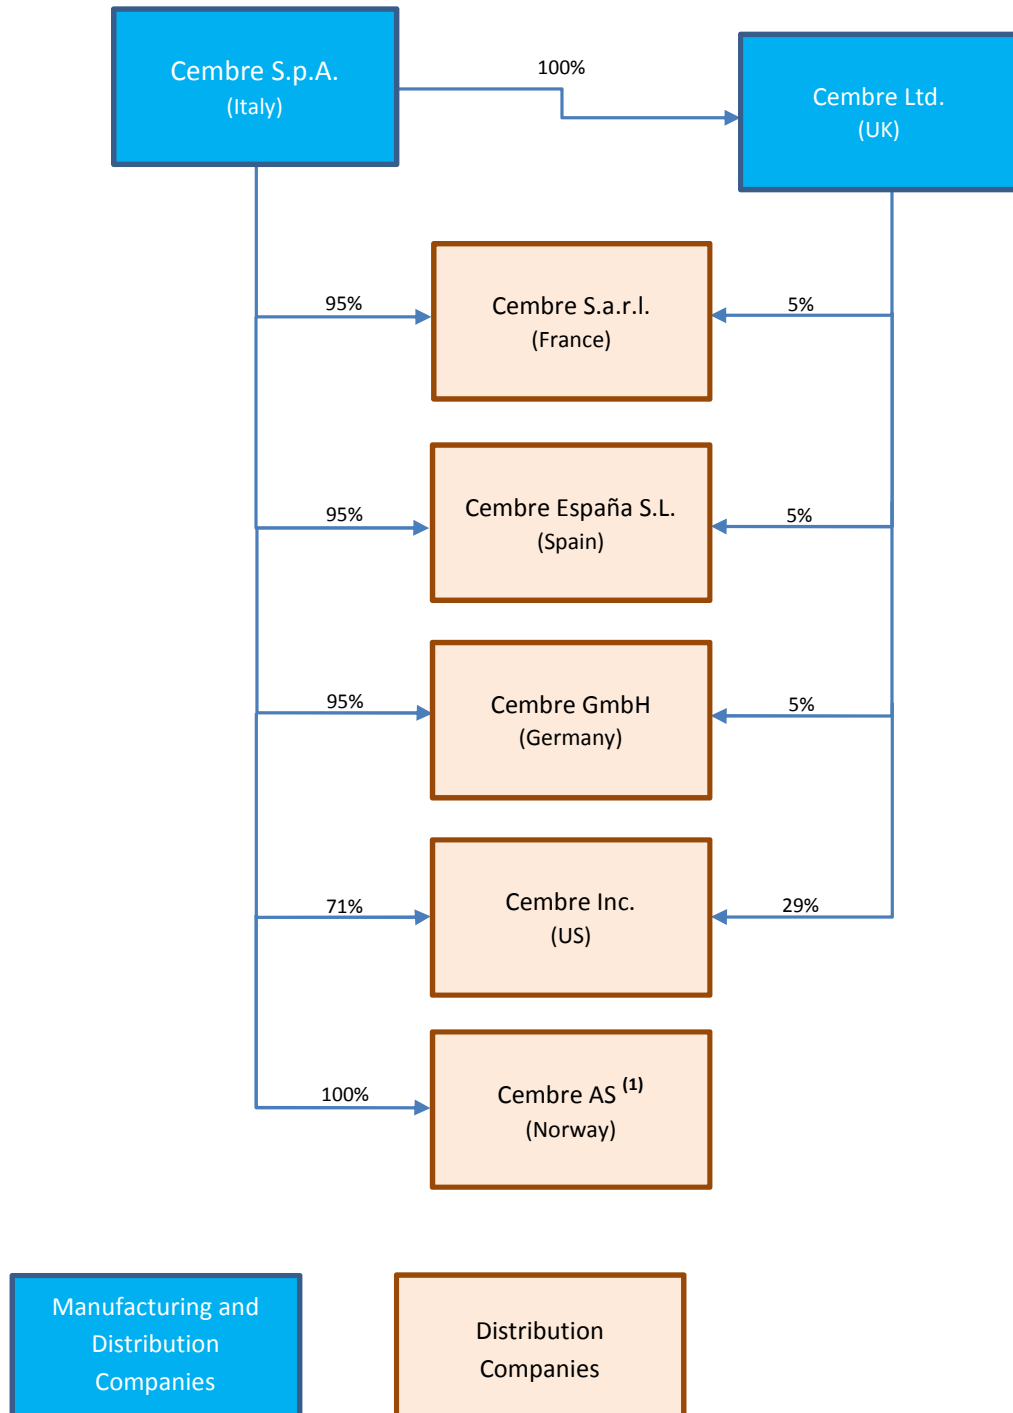 Cembre S.p.A.
(Italy)
100%
Cembre Ltd.
(UK)
95%
Cembre S.a.r.l.
(France)
5%
95%
Cembre España S.L.
(Spain)
5%
95%
Cembre GmbH
(Germany)
5%
71%
Cembre Inc.
(US)
29%
100%
Cembre AS (1)
(Norway)
Manufacturing and
Distribution
Companies
Distribution
Companies